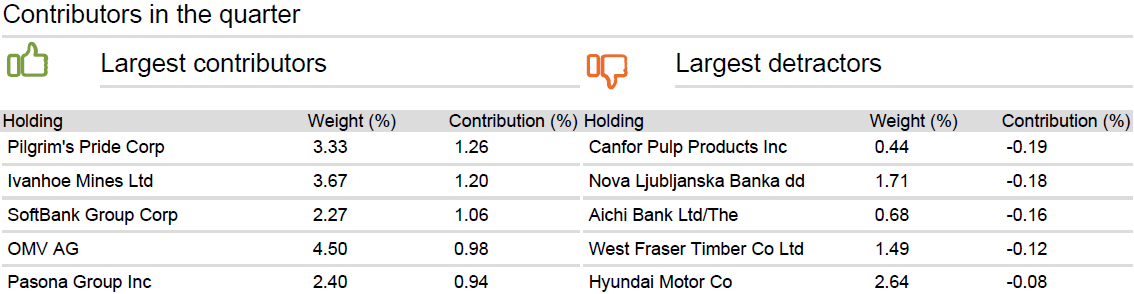 Contributors in the quarter
Largest contributors
Largest detractors
Holding Weight (%) Contribution (%) Holding Weight (%) Contribution (%)
Pilgrim's Pride Corp 3.33 1.26 Canfor Pulp Products Inc 0.44 -0.19
Ivanhoe Mines Ltd 3.67 1.20 Nova Ljubljanska Banka dd 1.71 -0.18
SoftBank Group Corp 2.27 1.06 Aichi Bank Ltd/The 0.68 -0.16
OMV AG 4.50 0.98 West Fraser Timber Co Ltd 1.49 -0.12
Pasona Group Inc 2.40 0.94 Hyundai Motor Co 2.64 -0.08